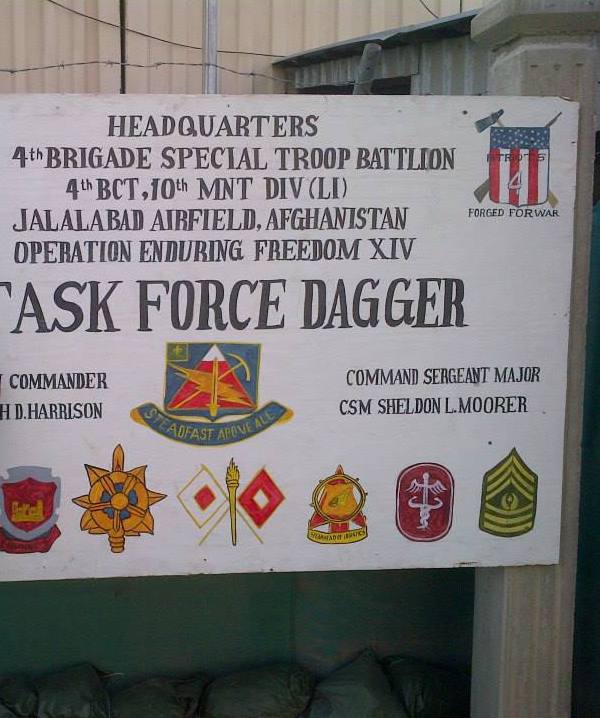 HEADQUARTERS
4th BRIGADE SPECIAL TROOP BATTLION
4th BCT, 10th MNT DIV (LI)
JALALABAD AIRFIELD, AFGHANISTAN
OPERATION ENDURING FREEDOM XIV
4
FORGED FOR WAR
TASK FORCE DAGGER
COMMANDER
H D. HARRISON
COMMAND SERGEANT MAJOR
CSM SHELDON L. MOORER
STEADFAST ABOVE ALL